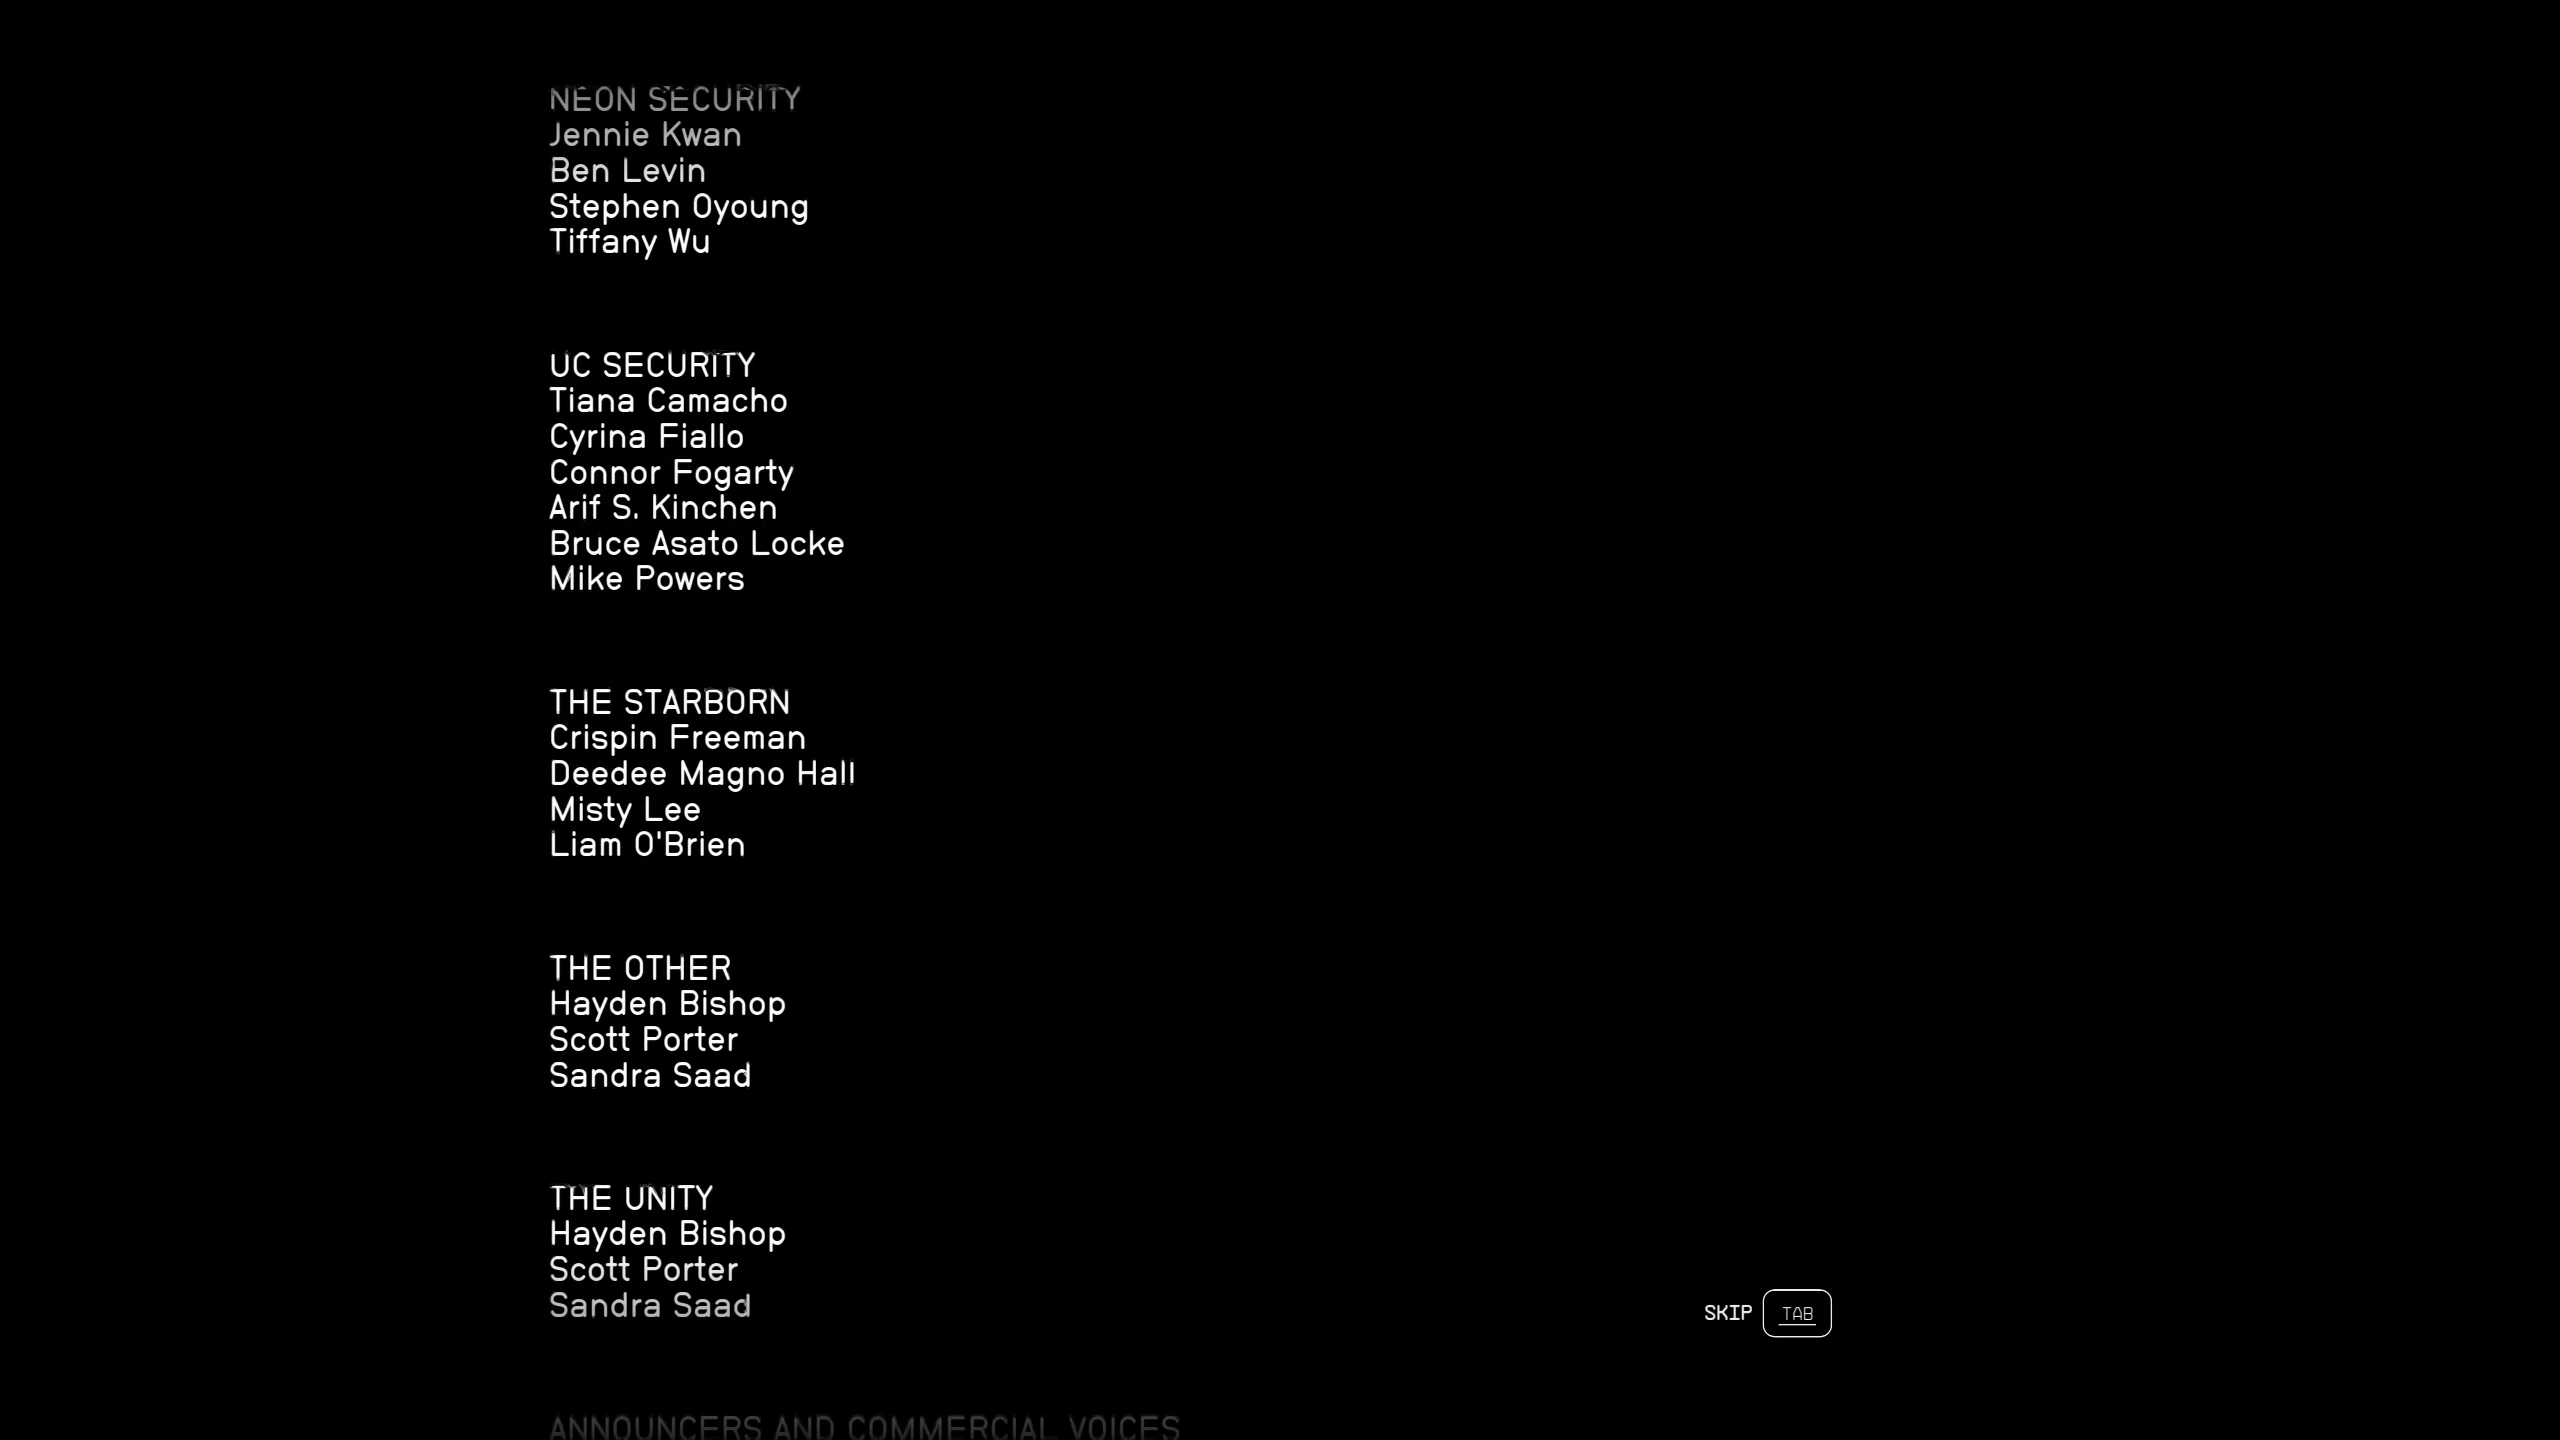 NEON SECURITY
Jennie Kwan
Ben Levin
Stephen Oyoung
Tiffany Wu
UC SECURITY
Tiana Camacho
Cyrina Fiallo
Connor Fogarty
Arif S. Kinchen
Bruce Asato Locke
Mike Powers
THE STARBORN
Crispin Freeman
Deedee Magno Hall
Misty Lee
Liam O'Brien
THE OTHER
Hayden Bishop
Scott Porter
Sandra Saad
THE UNITY
Hayden Bishop
Scott Porter
Sandra Saad
SKIP TAB
ANNOUNCERS AND COMMERCIAL VOICES